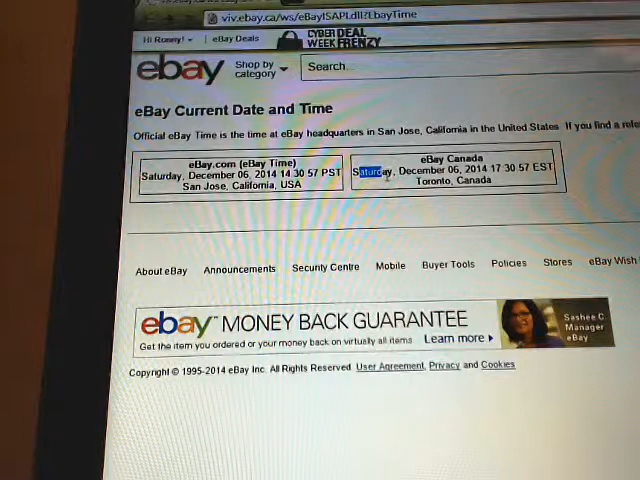 viv.ebay.ca/ws/eBayISAPI.dll?EbayTime
Hi Ronny!
eBay Deals
CYBER DEAL
WEEK FRENZY
ebay
Shop by
category
Search...
eBay Current Date and Time
Official eBay Time is the time at eBay headquarters in San Jose, California in the United States. If you find a
eBay.com (eBay Time)
Saturday, December 06, 2014 14:30:57 PST
San Jose, California, USA
eBay Canada
Saturday, December 06, 2014 17:30:57 EST
Toronto, Canada
About eBay
Announcements
Security Centre
Mobile
Buyer Tools
Policies
Stores
eBay Wish
ebay™ MONEY BACK GUARANTEE
Get the item you ordered or your money back on virtually all items
Learn more
Sashee C.
Manager
eBay
Copyright © 1995-2014 eBay Inc. All Rights Reserved. User Agreement, Privacy and Cookies